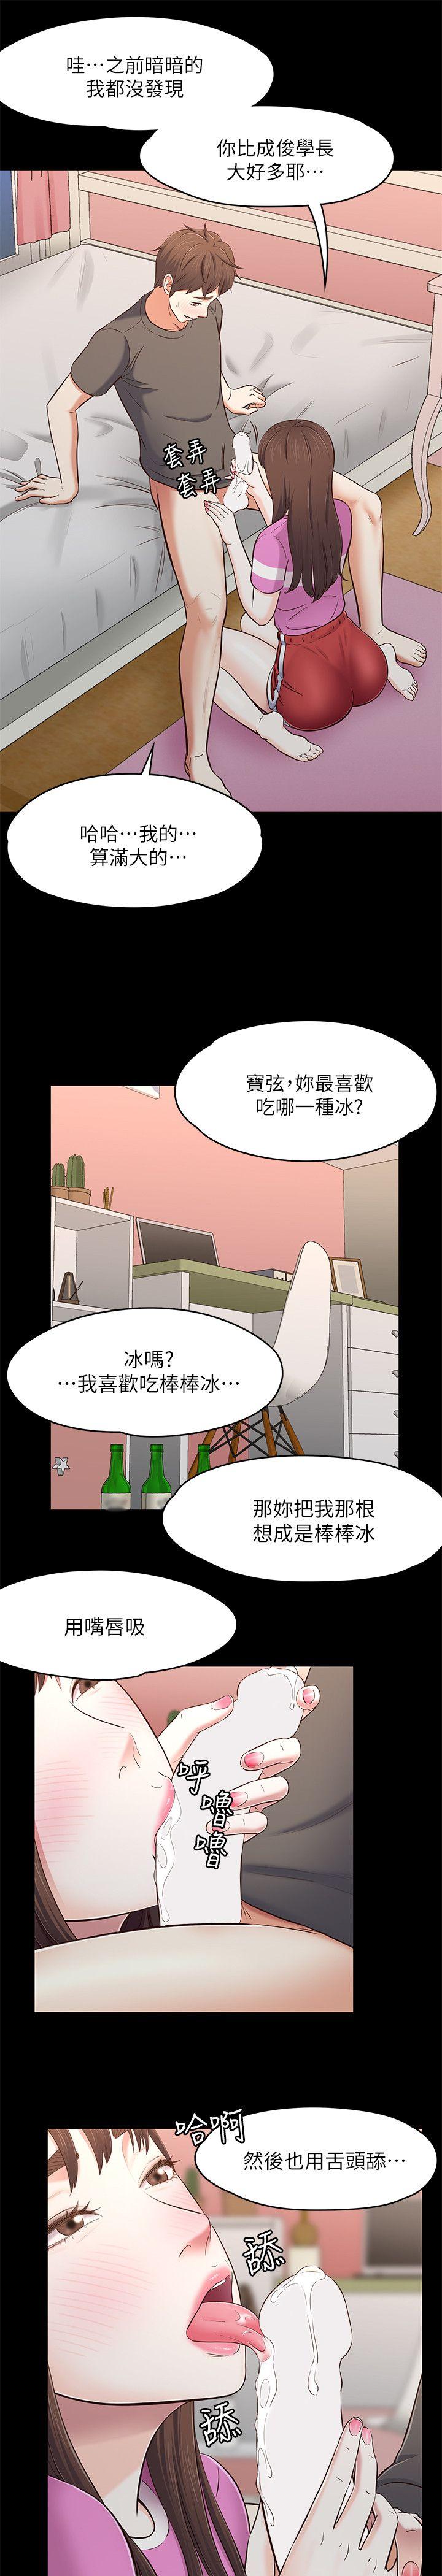 哇⋯之前暗暗的
我都沒發現
你比成俊學長
大好多耶⋯
套弄
套弄
哈哈⋯我的⋯
算滿大的⋯
寶弦，妳最喜歡
吃哪一種冰?
冰嗎?
⋯我喜歡吃棒棒冰⋯
那妳把我那根
想成是棒棒冰
用嘴唇吸
呼嚕嚕
哈啊
然後也用舌頭舔⋯
舔
舔